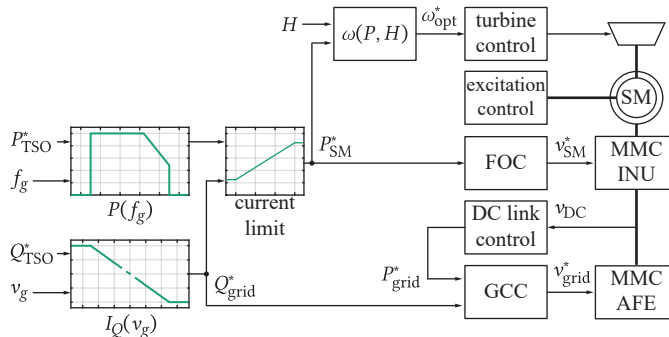 H
ω(P, H)
ω*opt
turbine
control
excitation
control
SM
P*TSO
fg
P(fg)
current
limit
P*SM
FOC
v*SM
MMC
INU
Q*TSO
vg
IQ(vg)
Q*grid
DC link
control
vDC
P*grid
GCC
v*grid
MMC
AFE